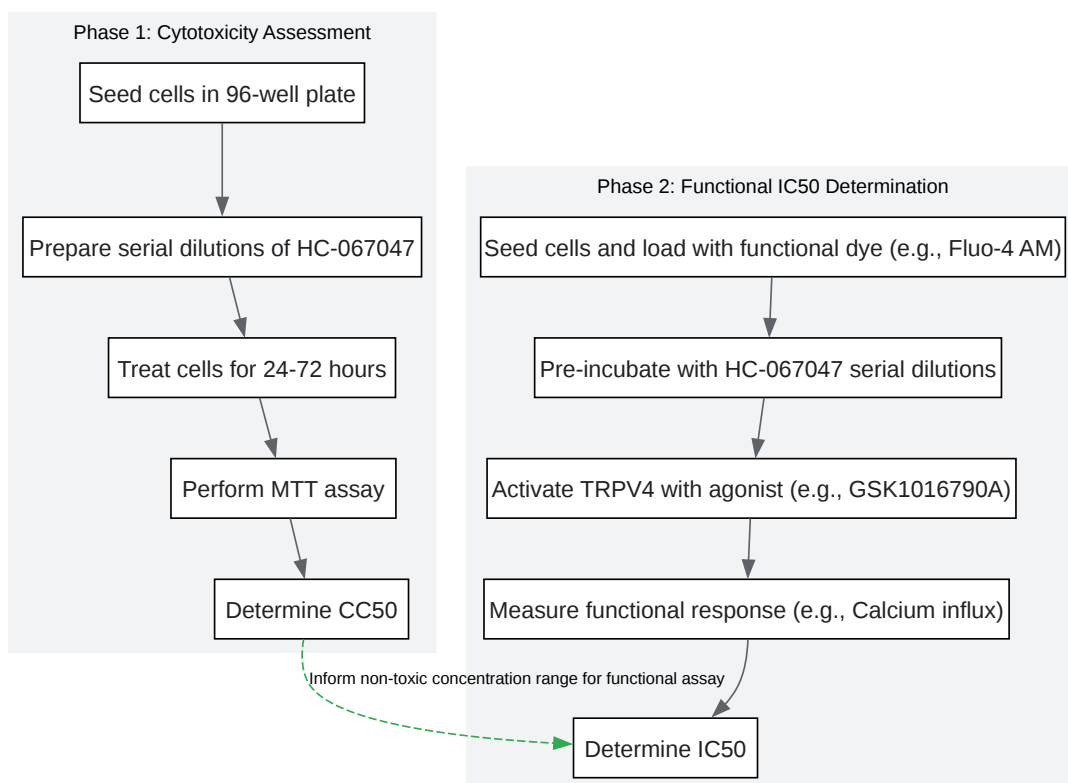 Phase 1: Cytotoxicity Assessment
Seed cells in 96-well plate
Prepare serial dilutions of HC-067047
Treat cells for 24-72 hours
Perform MTT assay
Determine CC50
Phase 2: Functional IC50 Determination
Seed cells and load with functional dye (e.g., Fluo-4 AM)
Pre-incubate with HC-067047 serial dilutions
Activate TRPV4 with agonist (e.g., GSK1016790A)
Measure functional response (e.g., Calcium influx)
Inform non-toxic concentration range for functional assay
Determine IC50